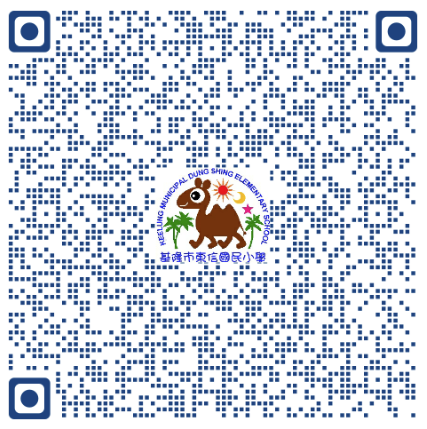 KEELUNG MUNICIPAL DUNG SHING ELEMENTARY SCHOOL
基隆市東信國民小學